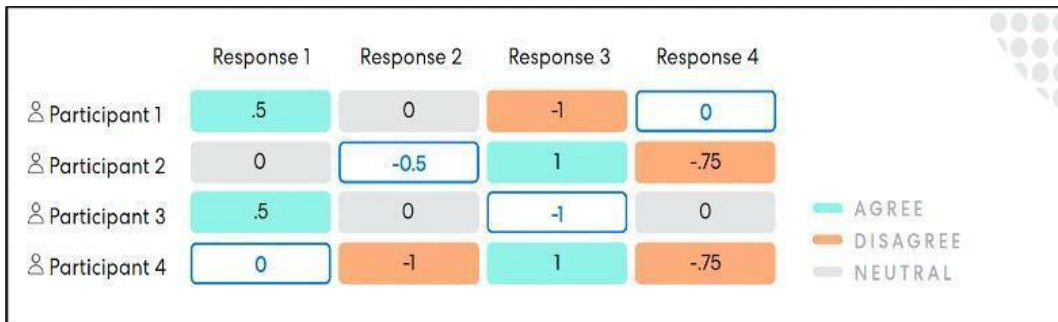 Response 1 Response 2 Response 3 Response 4
Participant 1 .5 0 -1 0
Participant 2 0 -0.5 1 -.75
Participant 3 .5 0 -1 0
Participant 4 0 -1 1 -.75
AGREE
DISAGREE
NEUTRAL